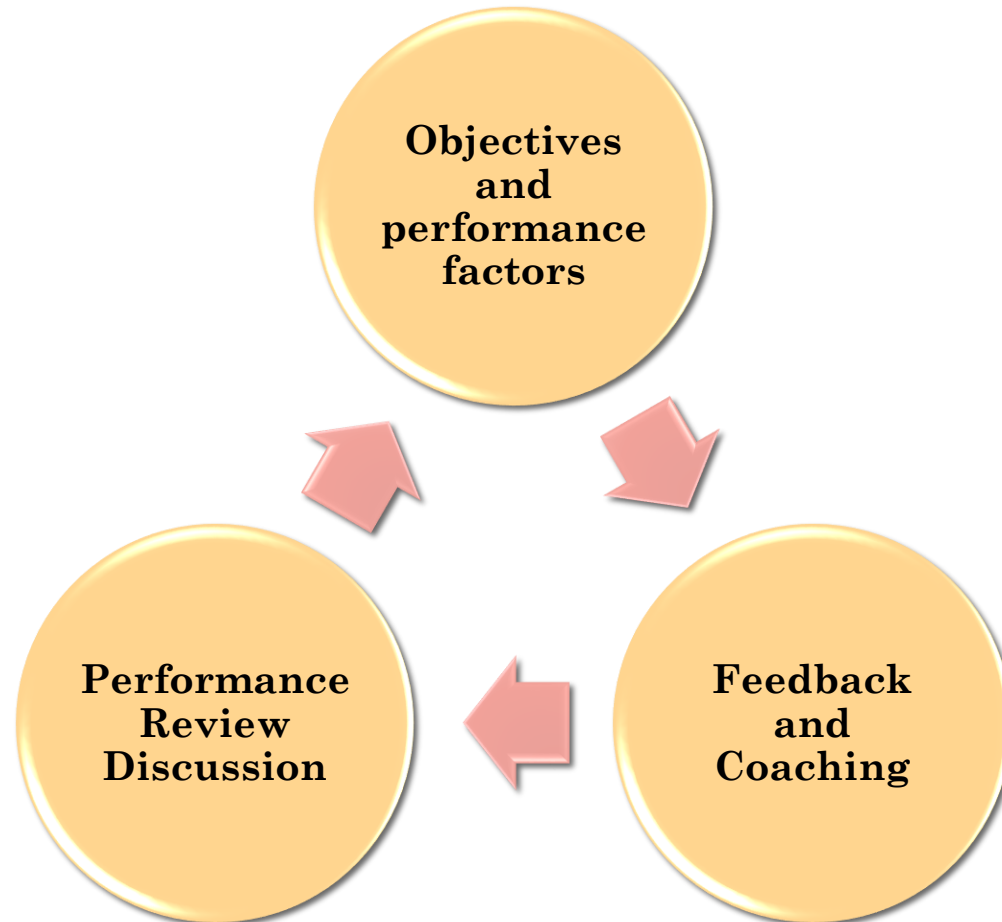 Objectives
and
performance
factors
Feedback
and
Coaching
Performance
Review
Discussion